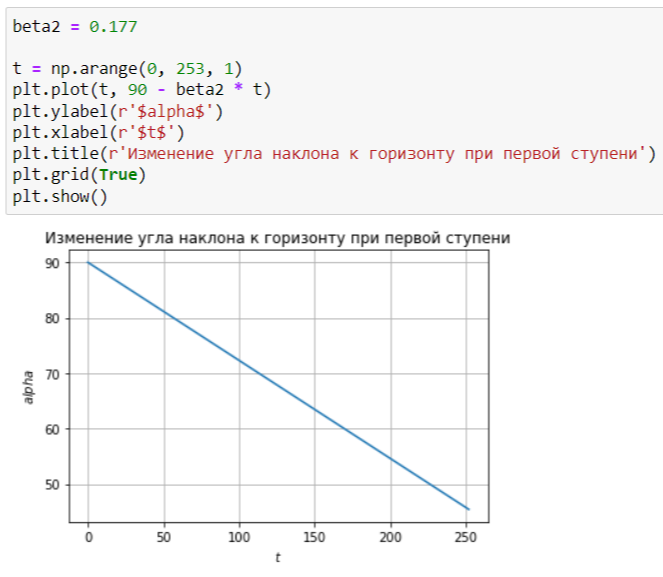 beta2 = 0.177
t = np.arange(0, 253, 1)
plt.plot(t, 90 - beta2 * t)
plt.ylabel(r'$alpha$')
plt.xlabel(r'$t$')
plt.title(r'Изменение угла наклона к горизонту при первой ступени')
plt.grid(True)
plt.show()
Изменение угла наклона к горизонту при первой ступени
90
80
70
60
50
alpha
0 50 100 150 200 250
t